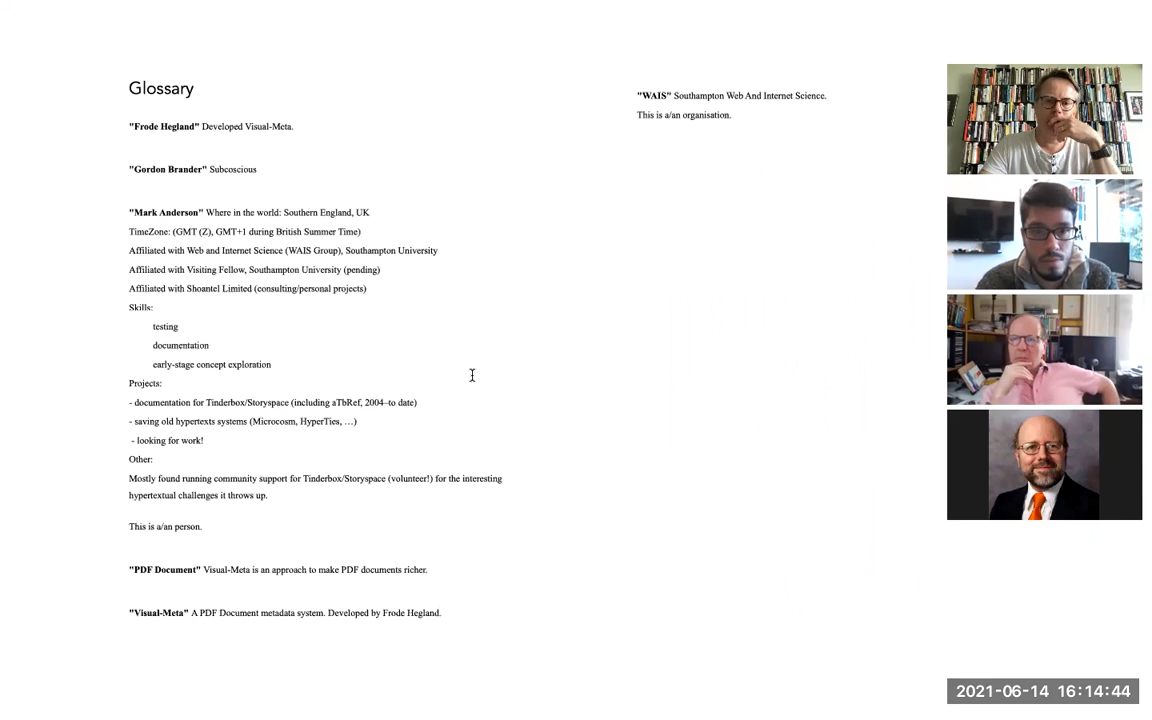 Glossary
"Frode Hegland" Developed Visual-Meta.
"Gordon Brander" Subcoscious
"Mark Anderson" Where in the world: Southern England, UK
TimeZone: (GMT (Z), GMT+1 during British Summer Time)
Affiliated with Web and Internet Science (WAIS Group), Southampton University
Affiliated with Visiting Fellow, Southampton University (pending)
Affiliated with Shoantel Limited (consulting/personal projects)
Skills:
testing
documentation
early-stage concept exploration
Projects:
- documentation for Tinderbox/Storyspace (including aTbRef, 2004–to date)
- saving old hypertexts systems (Microcosm, HyperTies, …)
- looking for work!
Other:
Mostly found running community support for Tinderbox/Storyspace (volunteer!) for the interesting
hypertextual challenges it throws up.
This is a/an person.
"PDF Document" Visual-Meta is an approach to make PDF documents richer.
"Visual-Meta" A PDF Document metadata system. Developed by Frode Hegland.
"WAIS" Southampton Web And Internet Science.
This is a/an organisation.
2021-06-14 16:14:44